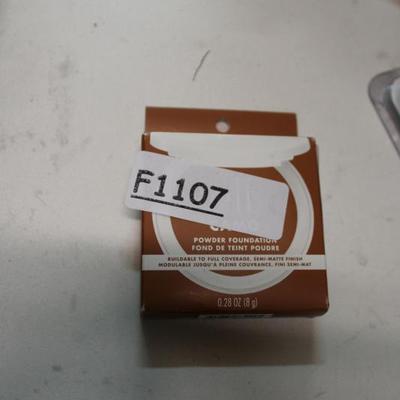 F1107
POWDER FOUNDATION
FOND DE TEINT POUDRE
BUILDABLE TO FULL COVERAGE, SEMI-MATTE FINISH
MODULABLE JUSQU'A PLEINE COUVRANCE, FINI SEMI-MAT
0.28 OZ (8 g)